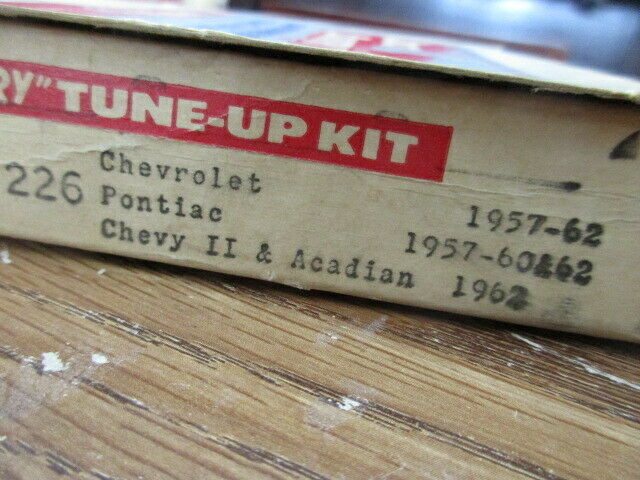 RY" TUNE-UP KIT
226 Chevrolet 1957-62
Pontiac 1957-60&62
Chevy II & Acadian 1962